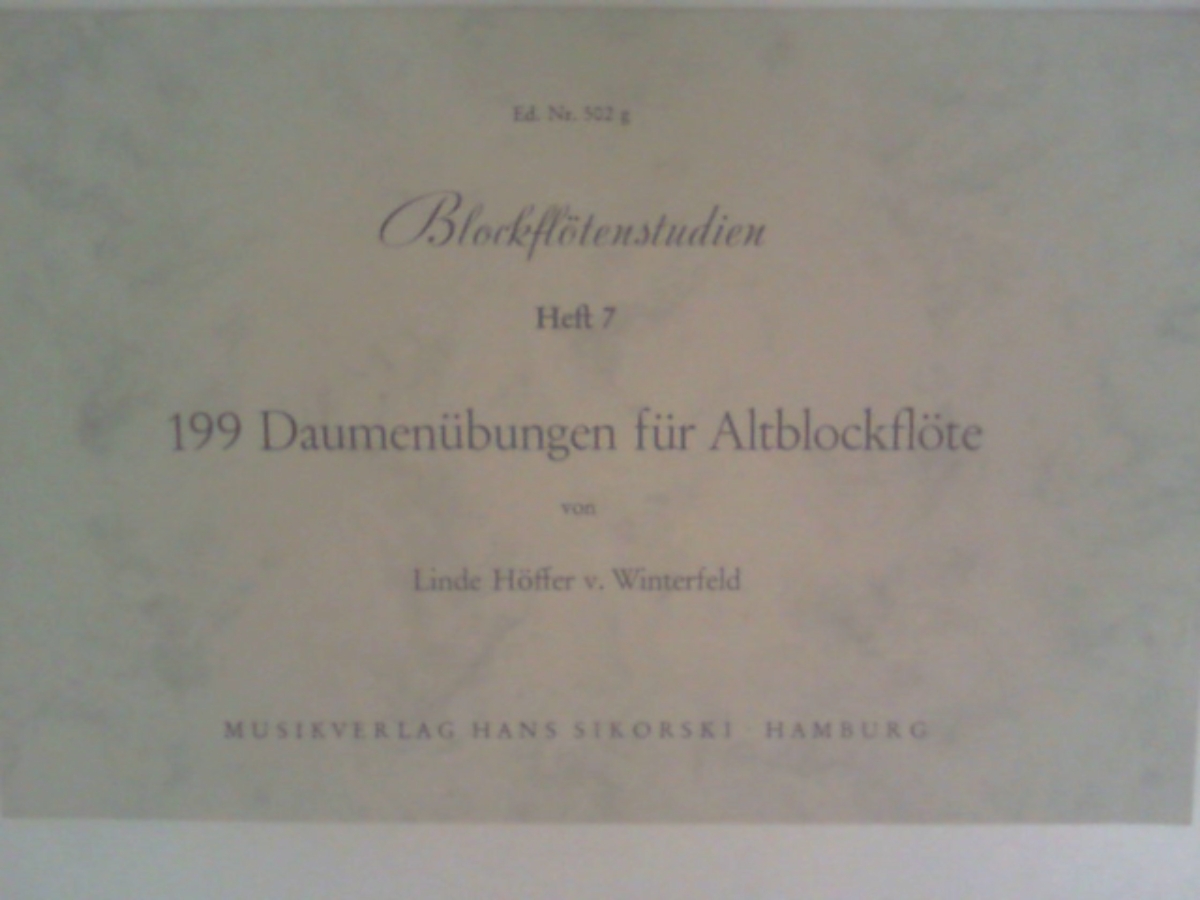 Ed. Nr. 502 g
Blockflötenstudien
Heft 7
199 Daumenübungen für Altblockflöte
von
Linde Höffer v. Winterfeld
MUSIKVERLAG HANS SIKORSKI · HAMBURG